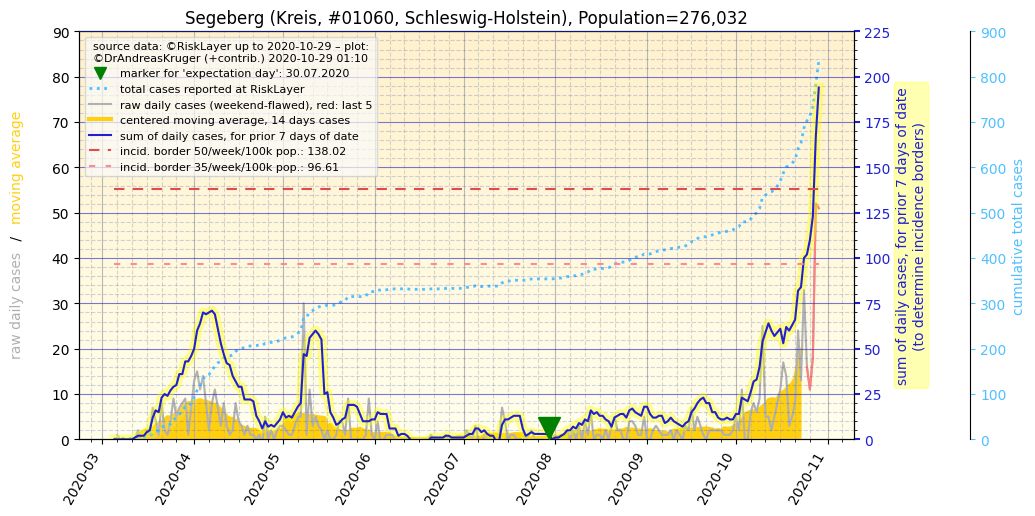 Segeberg (Kreis, #01060, Schleswig-Holstein), Population=276,032
source data: ©RiskLayer up to 2020-10-29 – plot:
©DrAndreasKruger (+contrib.) 2020-10-29 01:10
marker for 'expectation day': 30.07.2020
total cases reported at RiskLayer
raw daily cases (weekend-flawed), red: last 5
centered moving average, 14 days cases
sum of daily cases, for prior 7 days of date
incid. border 50/week/100k pop.: 138.02
incid. border 35/week/100k pop.: 96.61
raw daily cases / moving average
90
80
70
60
50
40
30
20
10
0
225
200
175
150
125
100
75
50
25
0
sum of daily cases, for prior 7 days of date
(to determine incidence borders)
900
800
700
600
500
400
300
200
100
0
cumulative total cases
2020-03
2020-04
2020-05
2020-06
2020-07
2020-08
2020-09
2020-10
2020-11